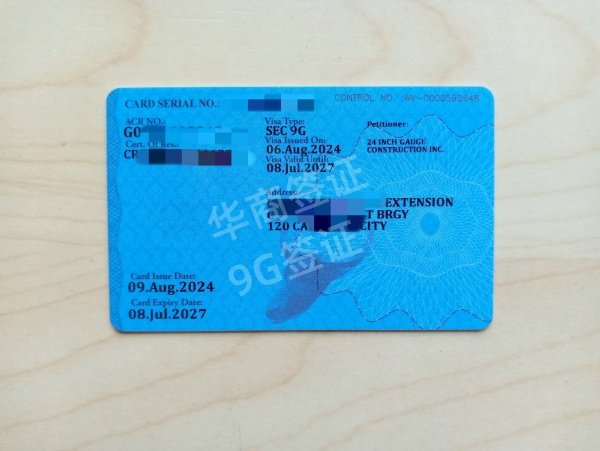 CARD SERIAL NO.:
CONTROL NO. :WV-0000593646
ACR NO.:
G0
Cert. Of Res.:
CR
Visa Type:
SEC 9G
Visa Issued On:
06.Aug.2024
Visa Valid Until:
08.Jul.2027
Petitioner:
24 INCH GAUGE
CONSTRUCTION INC.
Address:
EXTENSION
BRGY
120 CA CITY
华商签证
9G签证
Card Issue Date:
09.Aug.2024
Card Expiry Date:
08.Jul.2027